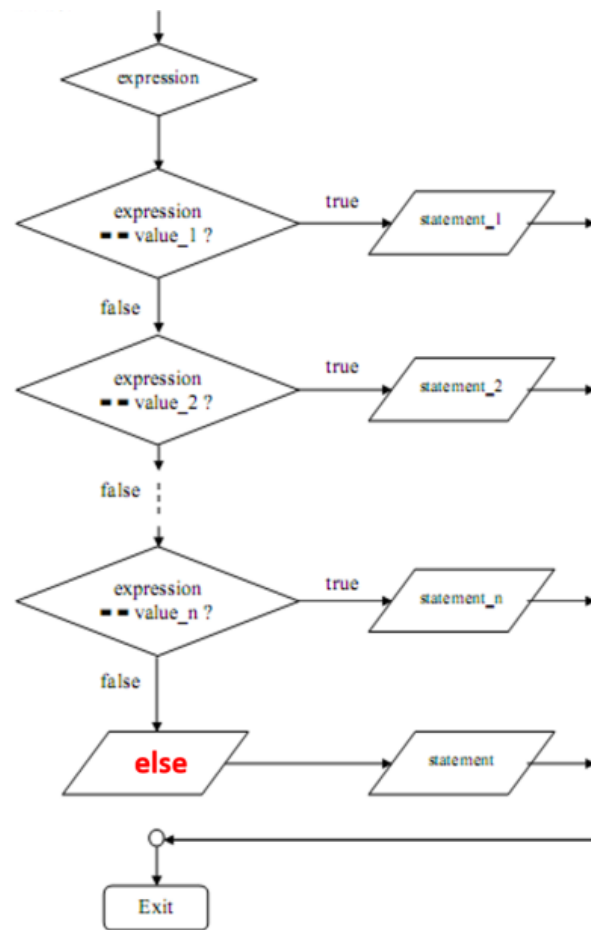 expression
expression
== value_1 ?
true
statement_1
false
expression
== value_2 ?
true
statement_2
false
expression
== value_n ?
true
statement_n
false
else
statement
Exit